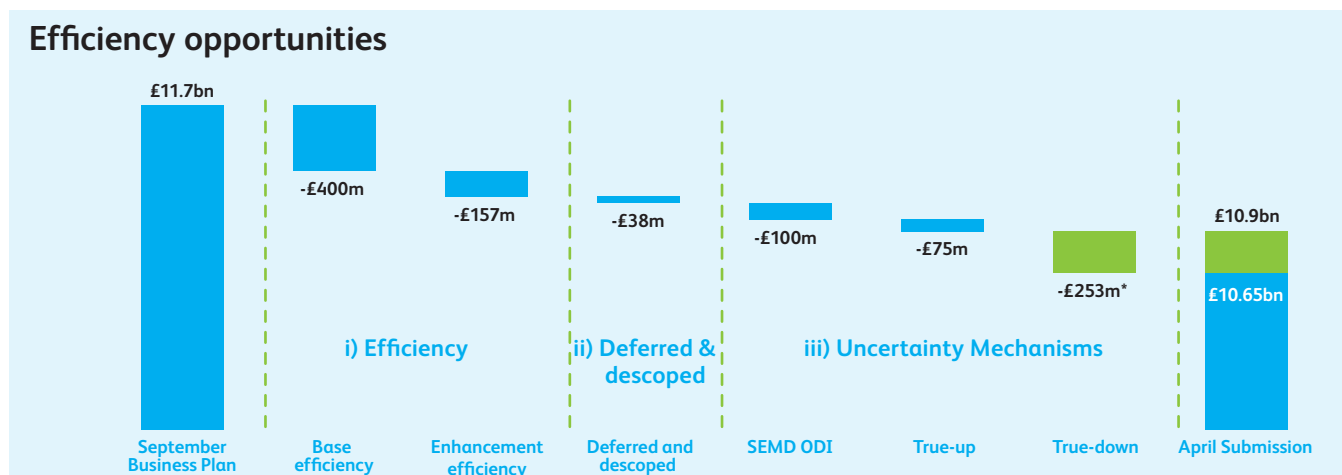 Efficiency opportunities
£11.7bn
-£400m
-£157m
-£38m
-£100m
-£75m
-£253m*
£10.9bn
£10.65bn
i) Efficiency
ii) Deferred &
descoped
iii) Uncertainty Mechanisms
September
Business Plan
Base
efficiency
Enhancement
efficiency
Deferred and
descoped
SEMD ODI
True-up
True-down
April Submission